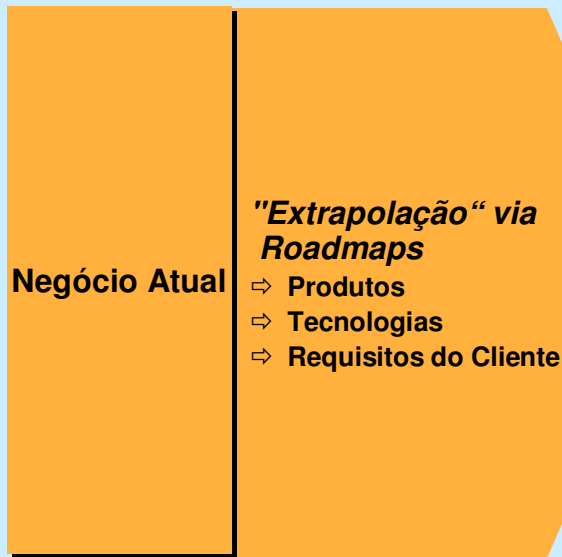 Negócio Atual
"Extrapolação“ via
Roadmaps
⇨ Produtos
⇨ Tecnologias
⇨ Requisitos do Cliente